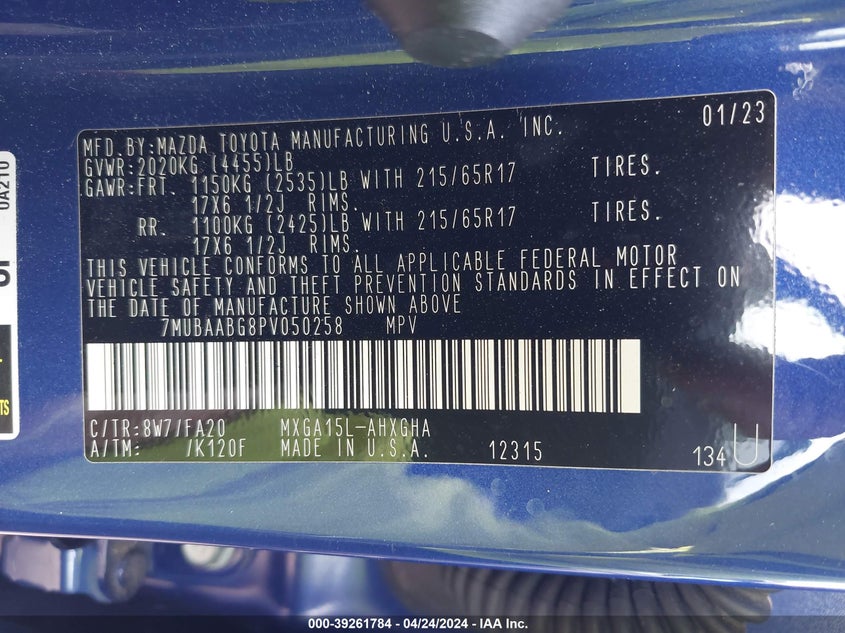 MFD.BY:MAZDA TOYOTA MANUFACTURING U.S.A. INC. 01/23
GVWR:2020KG (4455)LB
GAWR:FRT. 1150KG (2535)LB WITH 215/65R17 TIRES.
17X6 1/2J RIMS.
RR. 1100KG (2425)LB WITH 215/65R17 TIRES.
17X6 1/2J RIMS.
THIS VEHICLE CONFORMS TO ALL APPLICABLE FEDERAL MOTOR
VEHICLE SAFETY AND THEFT PREVENTION STANDARDS IN EFFECT ON
THE DATE OF MANUFACTURE SHOWN ABOVE
7MUBAABG8PV050258 MPV
C/TR:8W7/FA20 MXGA15L-AHXGHA
A/TM: /K120F MADE IN U.S.A. 12315 134U
0A210
000-39261784 - 04/24/2024 - IAA Inc.